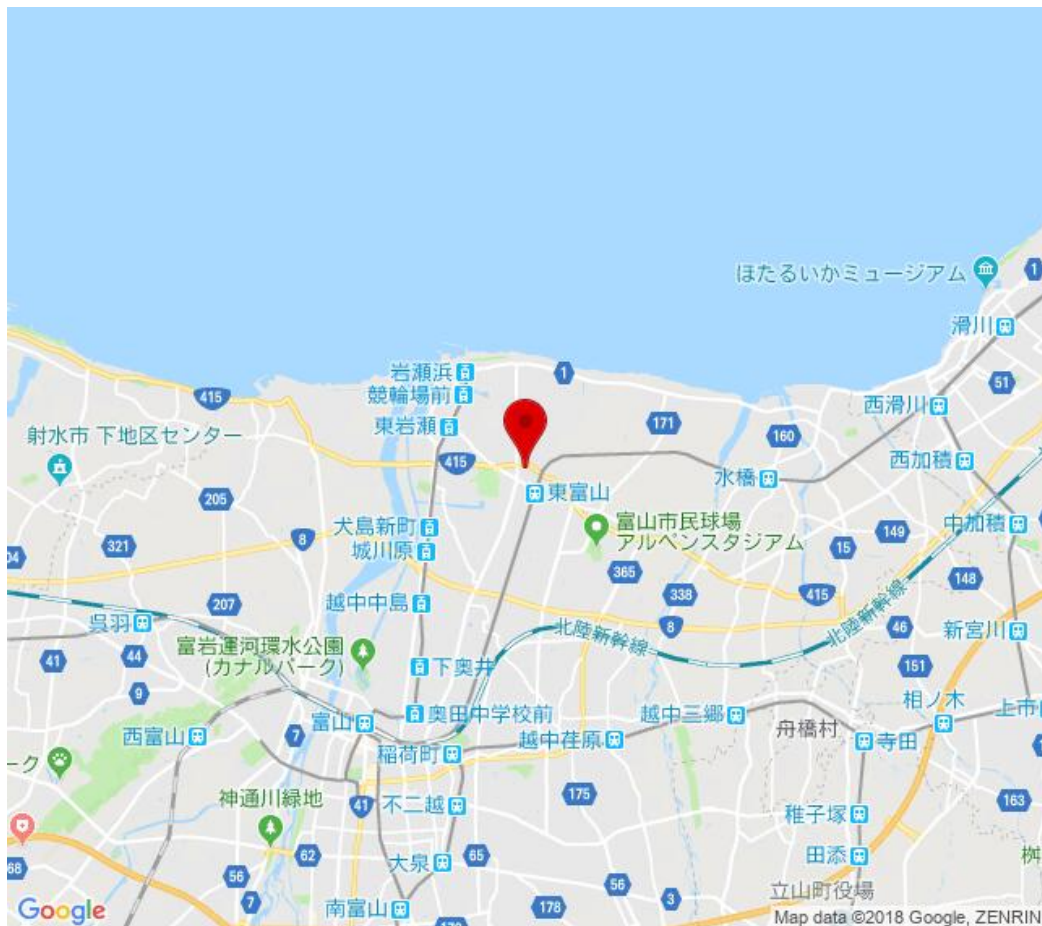 ほたるいかミュージアム
1
滑川
岩瀬浜
1
51
競輪場前
415
西滑川
東岩瀬
171
射水市 下地区センター
160
415
西加積
水橋
205
東富山
犬島新町
富山市民球場
アルペンスタジアム
中加積
149
8
321
城川原
15
04
365
148
338
415
越中中島
207
北陸新幹線
北陸新幹線
呉羽
8
46
新宮川
富岩運河環水公園
(カナルパーク)
44
41
下奥井
151
9
相ノ木
奥田中学校前
越中三郷
上市
富山
舟橋村
西富山
7
越中荏原
寺田
稲荷町
ーク
175
神通川緑地
41
不二越
163
稚子塚
62
大泉
65
田添
68
56
56
3
立山町役場
7
南富山
178
Google
Map data ©2018 Google, ZENRIN